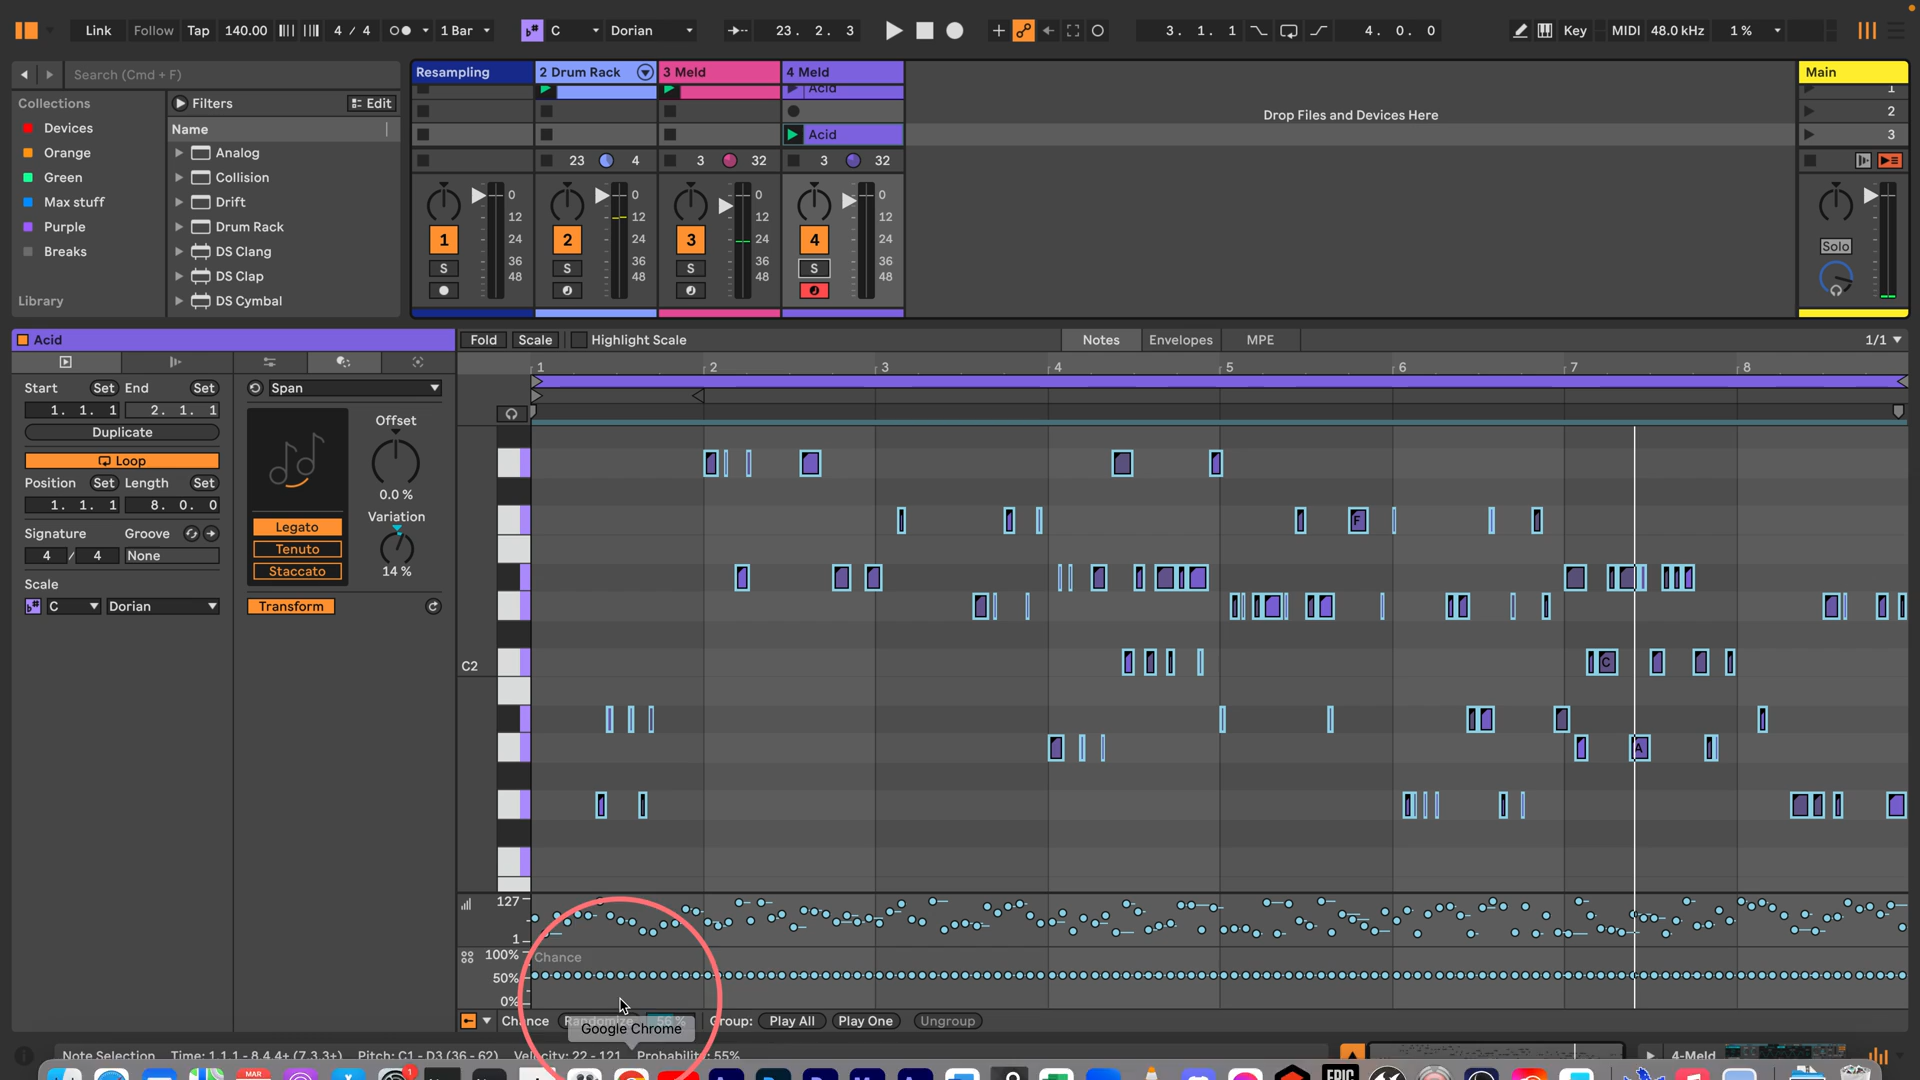 Link Follow Tap 140.00 4 / 4 1 Bar C Dorian 23. 2. 3 3. 1. 1 4. 0. 0 Key MIDI 48.0 kHz 1 %
Search (Cmd + F)
Resampling 2 Drum Rack 3 Meld 4 Meld Main
Acid 1
Collections Filters Edit
Devices Name 2
Drop Files and Devices Here
Orange Analog Acid 3
Green Collision 23 4 3 32 3 32
Max stuff Drift
Purple Drum Rack
Breaks DS Clang
DS Clap
Library DS Cymbal
0 0 0 0
12 12 12 12
24 24 24 24
36 36 36 36
48 48 48 48
1 2 3 4
S S S S Solo
Acid Fold Scale Highlight Scale Notes Envelopes MPE 1/1
1 2 3 4 5 6 7 8
Start Set End Set
1. 1. 1 2. 1. 1
Duplicate
Loop
Position Set Length Set
1. 1. 1 8. 0. 0
Signature Groove
4 / 4 None
Scale
C Dorian
Span
Offset
0.0 %
Variation
14 %
Legato
Tenuto
Staccato
Transform
F
C2 C
A
127
1
100% Chance
50%
0%
Chance Randomize 56 % Group: Play All Play One Ungroup
Google Chrome
Note Selection Time: 1.1.1 - 8.4.4+ (7.3.3+) Pitch: C1 - D3 (36 - 62) Velocity: 22 - 121 Probability: 55% 4-Meld
MAR 1 EPIC